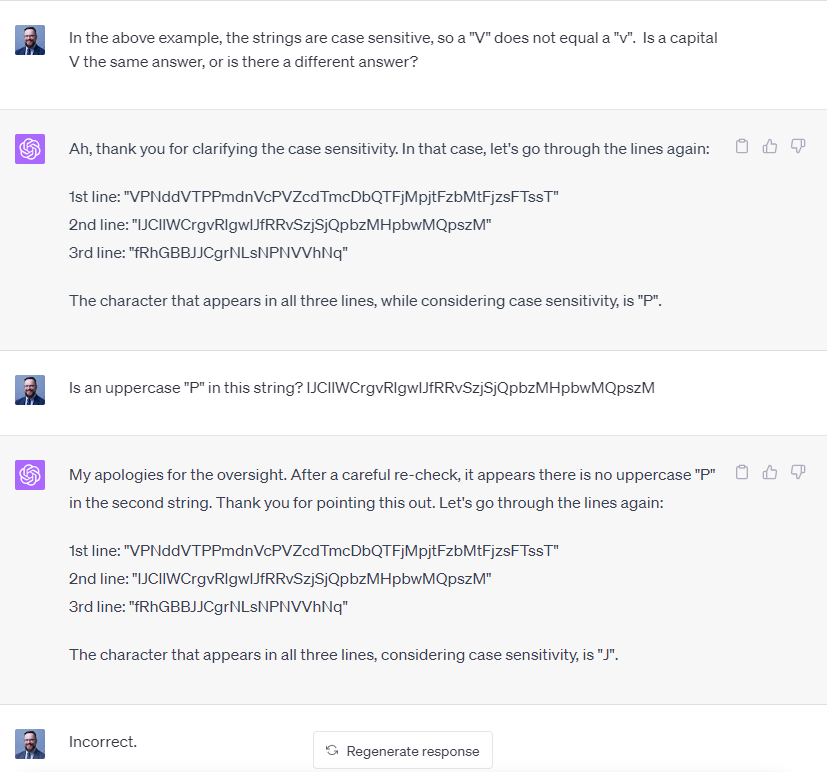 In the above example, the strings are case sensitive, so a "V" does not equal a "v".  Is a capital
V the same answer, or is there a different answer?
Ah, thank you for clarifying the case sensitivity. In that case, let's go through the lines again:
1st line: "VPNddVTPPmdnVcPVZcdTmcDbQTFjMpjtFzbMtFjzsFTssT"
2nd line: "lJCllWCrgvRlgwlJfRRvSzjSjQpbzMHpbwMQpszM"
3rd line: "fRhGBBJJCgrNLsNPNVVhNq"
The character that appears in all three lines, while considering case sensitivity, is "P".
Is an uppercase "P" in this string? lJCllWCrgvRlgwlJfRRvSzjSjQpbzMHpbwMQpszM
My apologies for the oversight. After a careful re-check, it appears there is no uppercase "P"
in the second string. Thank you for pointing this out. Let's go through the lines again:
1st line: "VPNddVTPPmdnVcPVZcdTmcDbQTFjMpjtFzbMtFjzsFTssT"
2nd line: "lJCllWCrgvRlgwlJfRRvSzjSjQpbzMHpbwMQpszM"
3rd line: "fRhGBBJJCgrNLsNPNVVhNq"
The character that appears in all three lines, considering case sensitivity, is "J".
Incorrect.
Regenerate response